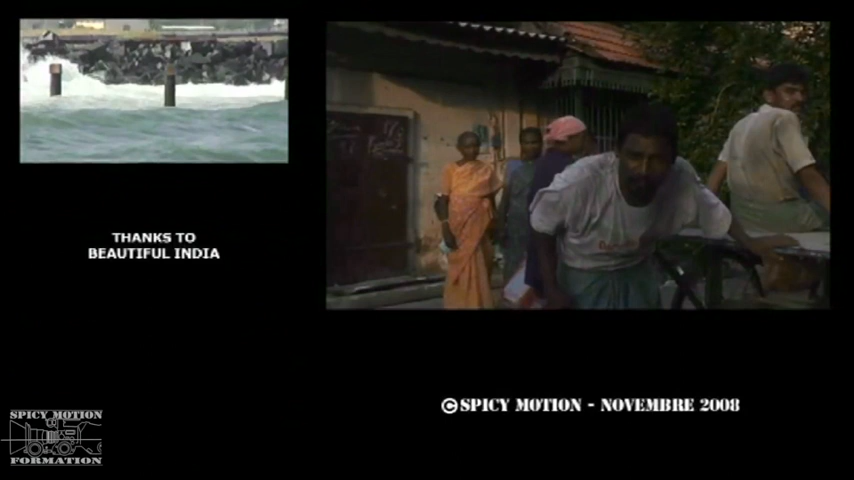 THANKS TO
BEAUTIFUL INDIA
©SPICY MOTION - NOVEMBRE 2008
SPICY MOTION
FORMATION